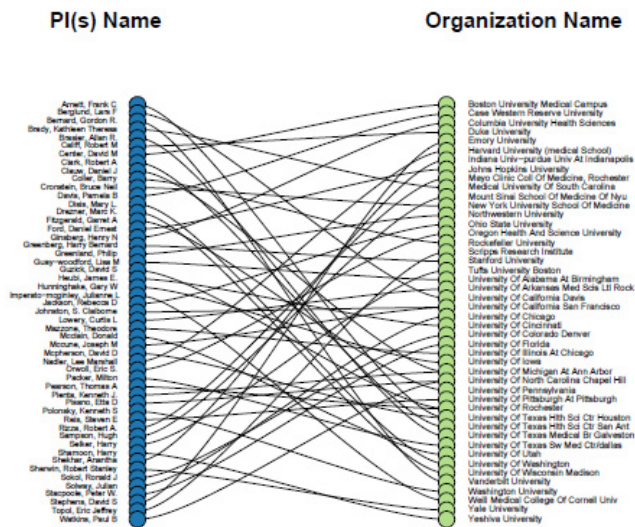 PI(s) Name
Organization Name
Arnett, Frank C
Berglund, Lars F
Bernard, Gordon R.
Brady, Kathleen Theresa
Brasier, Allan R.
Califf, Robert M
Center, David M
Clark, Robert A
Clauw, Daniel J
Coller, Barry
Cronstein, Bruce Neil
Davis, Pamela B
Disis, Mary L.
Drezner, Marc K.
Fitzgerald, Garret A
Ford, Daniel Ernest
Ginsberg, Henry N
Greenberg, Harry Bernard
Greenland, Philip
Guay-woodford, Lisa M
Guzick, David S
Heubi, James E.
Hunninghake, Gary W
Imperato-mcginley, Julianne L
Jackson, Rebecca D
Johnston, S. Claiborne
Lowery, Curtis L
Mazzone, Theodore
Mcclain, Donald
Mccune, Joseph M
Mcpherson, David D
Nadler, Lee Marshall
Orwoll, Eric S.
Packer, Milton
Pearson, Thomas A
Pienta, Kenneth J.
Pisano, Etta D
Polonsky, Kenneth S
Reis, Steven E
Rizza, Robert A.
Sampson, Hugh
Selker, Harry
Shamoon, Harry
Shekhar, Anantha
Sherwin, Robert Stanley
Sokol, Ronald J
Solway, Julian
Stacpoole, Peter W.
Stephens, David S
Topol, Eric Jeffrey
Watkins, Paul B
Boston University Medical Campus
Case Western Reserve University
Columbia University Health Sciences
Duke University
Emory University
Harvard University (medical School)
Indiana Univ-purdue Univ At Indianapolis
Johns Hopkins University
Mayo Clinic Coll Of Medicine, Rochester
Medical University Of South Carolina
Mount Sinai School Of Medicine Of Nyu
New York University School Of Medicine
Northwestern University
Ohio State University
Oregon Health And Science University
Rockefeller University
Scripps Research Institute
Stanford University
Tufts University Boston
University Of Alabama At Birmingham
University Of Arkansas Med Scis Ltl Rock
University Of California Davis
University Of California San Francisco
University Of Chicago
University Of Cincinnati
University Of Colorado Denver
University Of Florida
University Of Illinois At Chicago
University Of Iowa
University Of Michigan At Ann Arbor
University Of North Carolina Chapel Hill
University Of Pennsylvania
University Of Pittsburgh At Pittsburgh
University Of Rochester
University Of Texas Hlth Sci Ctr Houston
University Of Texas Hlth Sci Ctr San Ant
University Of Texas Medical Br Galveston
University Of Texas Sw Med Ctr/dallas
University Of Utah
University Of Washington
University Of Wisconsin Madison
Vanderbilt University
Washington University
Weill Medical College Of Cornell Univ
Yale University
Yeshiva University